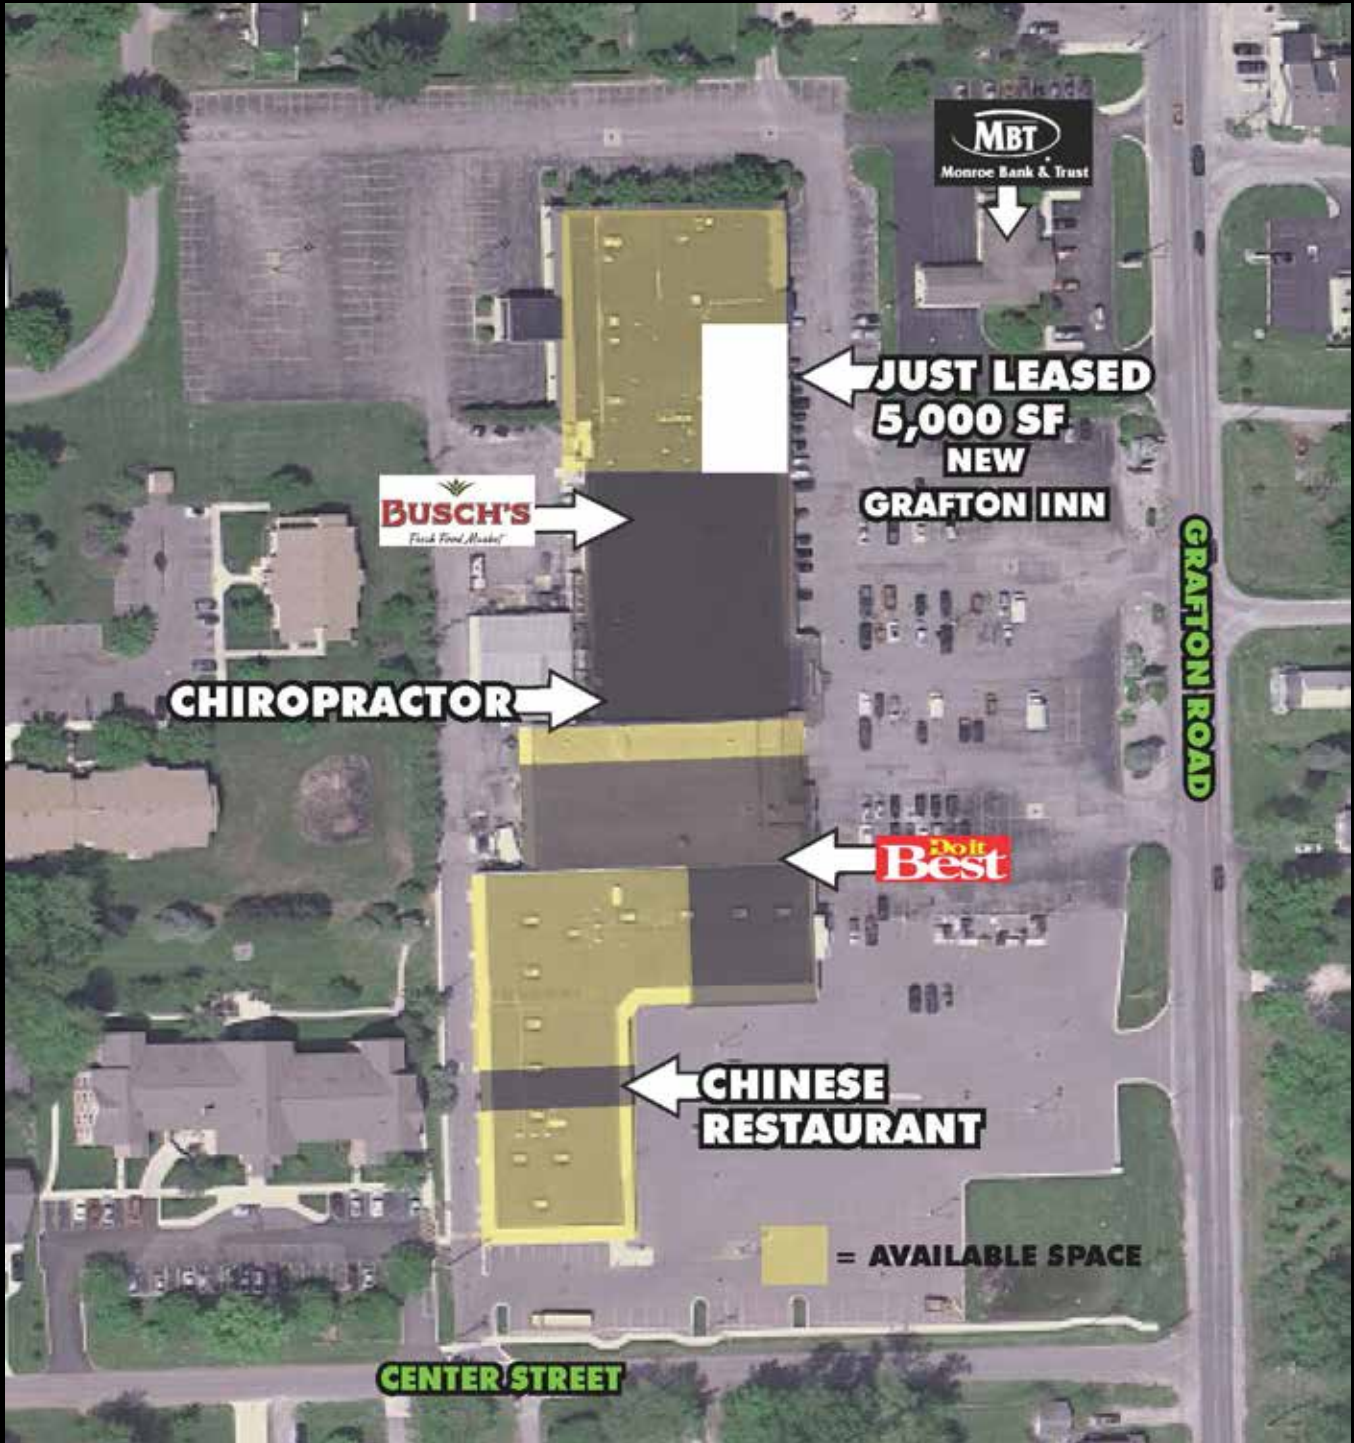 MBT
Monroe Bank & Trust
JUST LEASED
5,000 SF
NEW
GRAFTON INN
BUSCH'S
Fresh Food Market
GRAFTON ROAD
CHIROPRACTOR
Do it
Best
CHINESE
RESTAURANT
= AVAILABLE SPACE
CENTER STREET